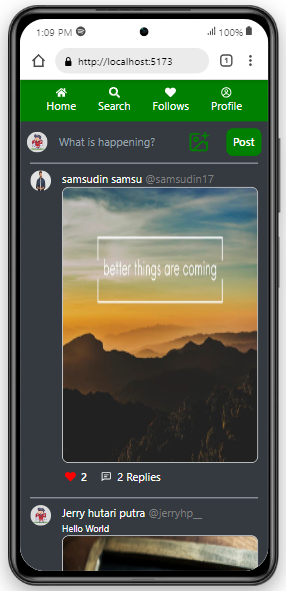 1:09 PM 100%
http://localhost:5173 1
Home Search Follows Profile
What is happening? Post
samsudin samsu @samsudin17
better things are coming
2 2 Replies
Jerry hutari putra @jerryhp__
Hello World